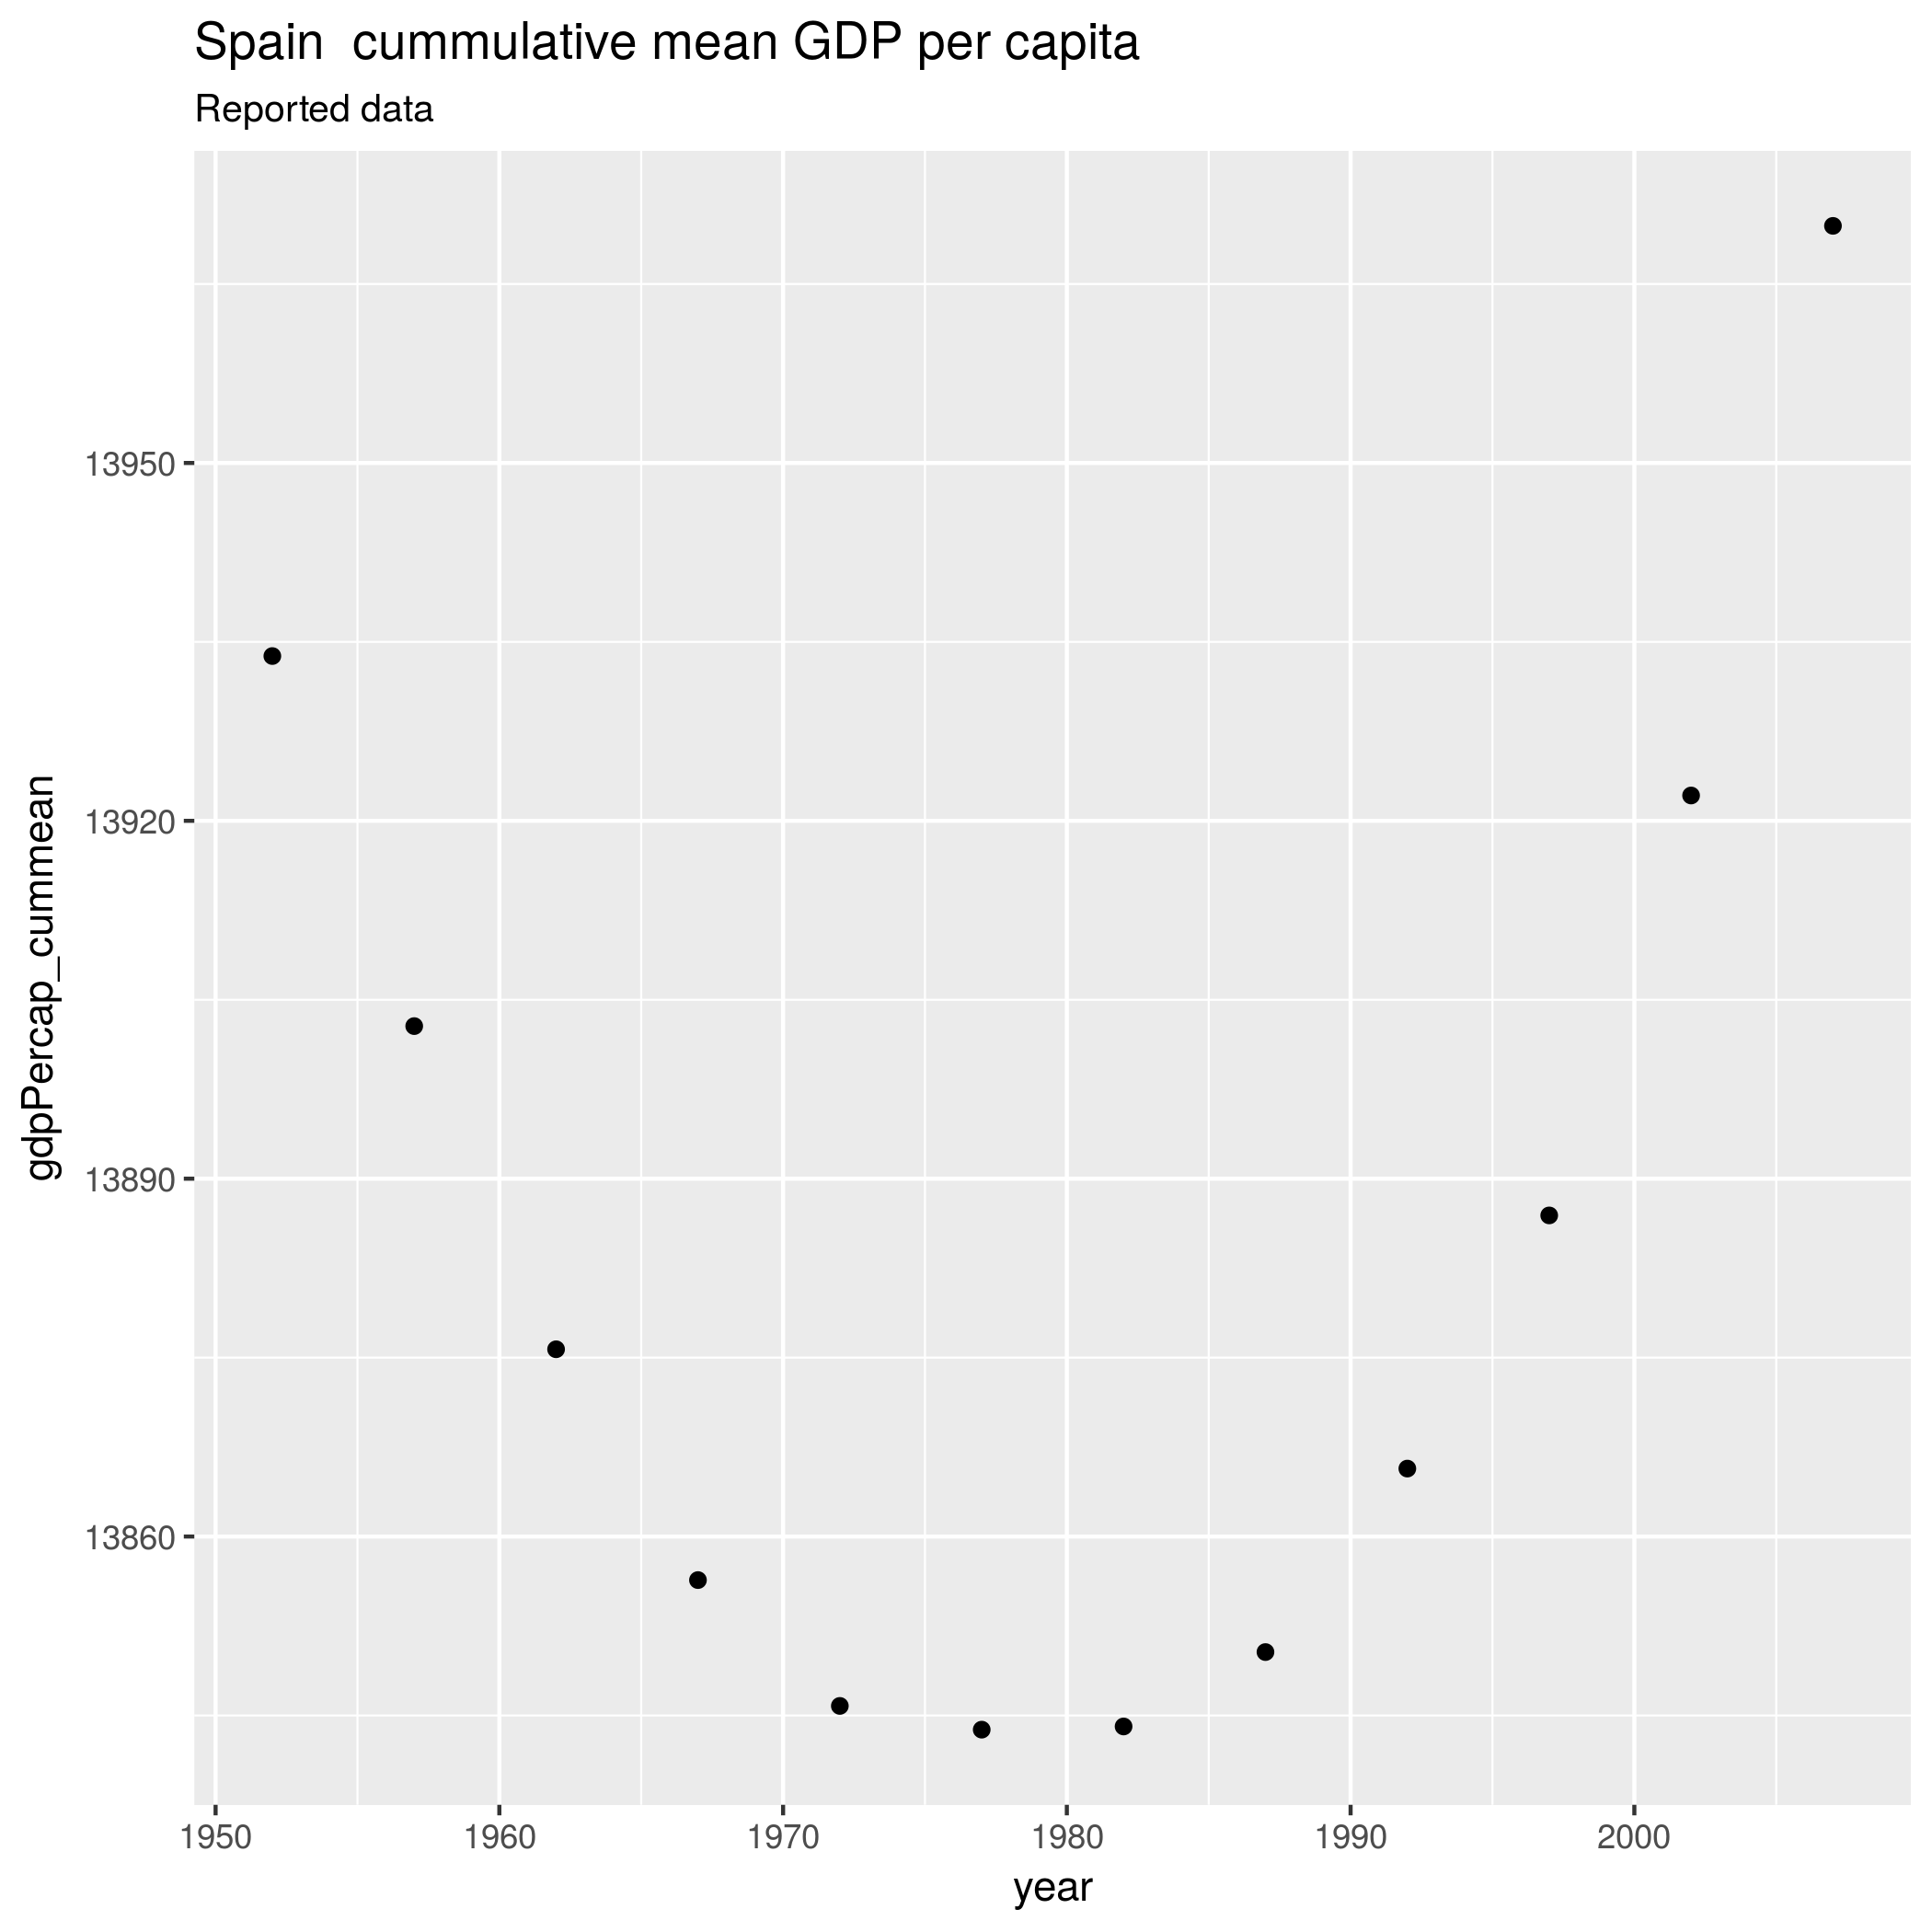 Spain  cummulative mean GDP per capita
Reported data
gdpPercap_cummean
13950
13920
13890
13860
1950 1960 1970 1980 1990 2000
year